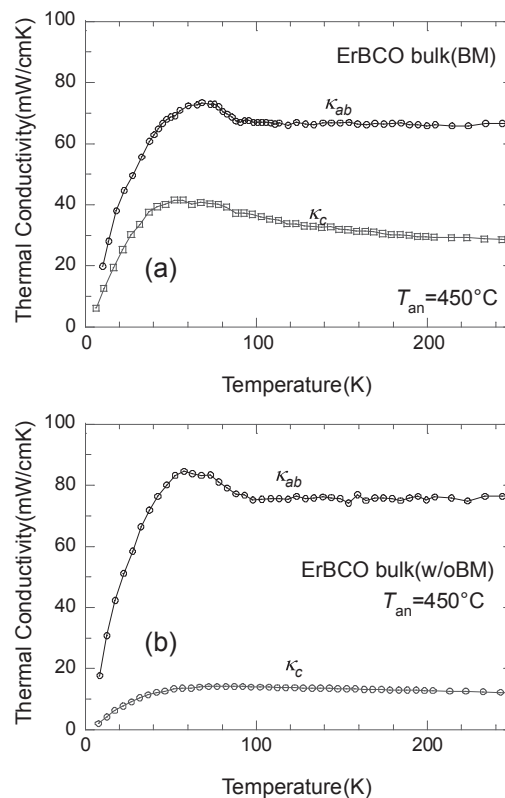 100
ErBCO bulk(BM)
80
κab
60
Thermal Conductivity(mW/cmK)
40
κc
20
(a)
Tan=450°C
0
0
100
200
Temperature(K)
100
80
κab
60
ErBCO bulk(w/oBM)
Thermal Conductivity(mW/cmK)
Tan=450°C
40
(b)
20
κc
0
0
100
200
Temperature(K)